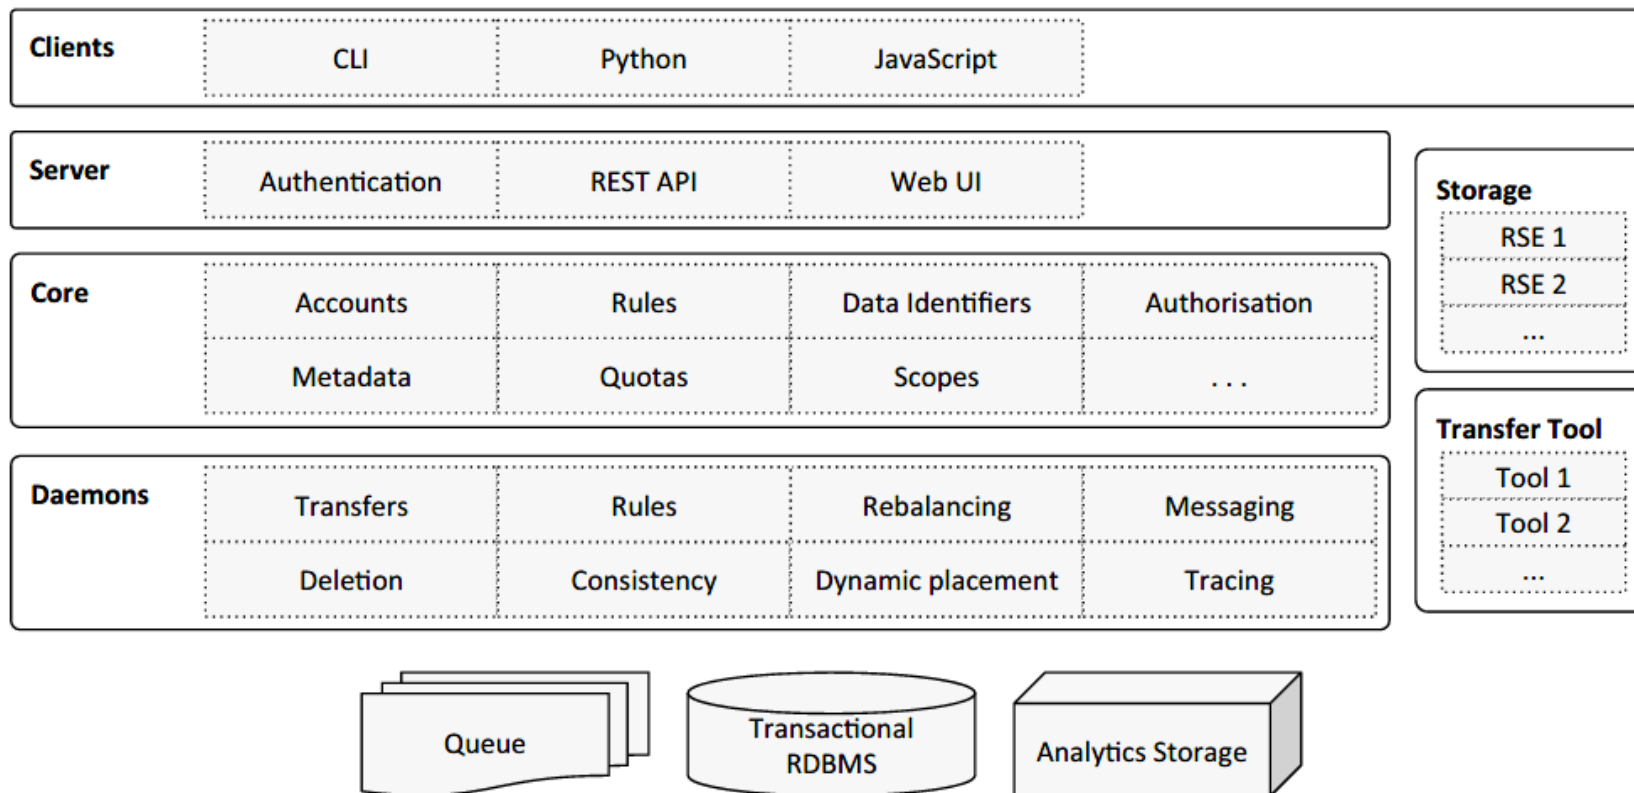 Clients
CLI
Python
JavaScript
Server
Authentication
REST API
Web UI
Core
Accounts
Rules
Data Identifiers
Authorisation
Metadata
Quotas
Scopes
. . .
Daemons
Transfers
Rules
Rebalancing
Messaging
Deletion
Consistency
Dynamic placement
Tracing
Storage
RSE 1
RSE 2
...
Transfer Tool
Tool 1
Tool 2
...
Queue
Transactional
RDBMS
Analytics Storage